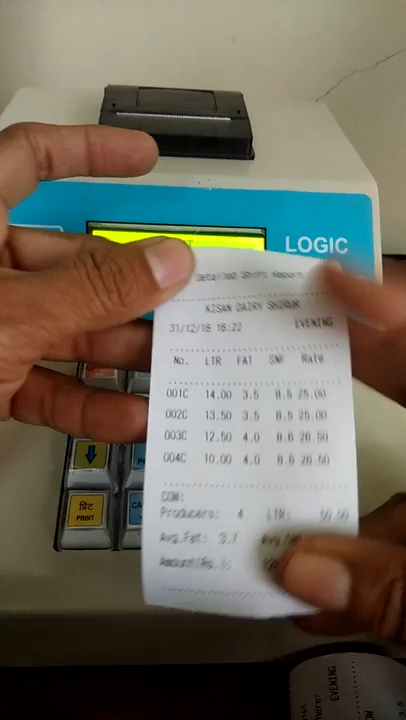 LOGIC
Detailed Shift Report
KISAN DAIRY SHIRUR
31/12/16 16:22 EVENING
No. LTR FAT SNF Rate
001C 14.00 3.5 8.5 25.00
002C 13.50 3.5 8.5 25.00
003C 12.50 4.0 8.6 26.50
004C 10.00 4.0 8.6 26.50
COW:
Producers: 4 LTR: 50.00
Avg.Fat: 3.7 Avg.
Amount(Rs.):
प्रिंट
PRINT
CA
EVENING